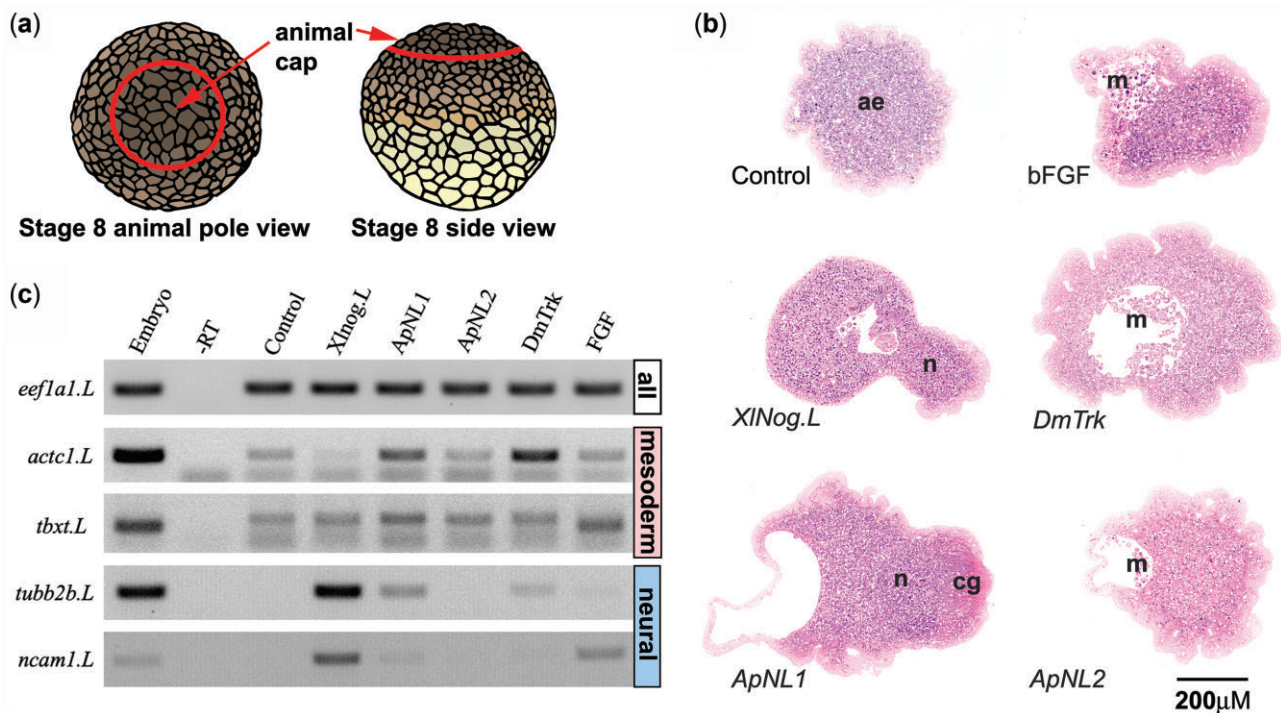 (a)
animal
cap
Stage 8 animal pole view
Stage 8 side view
(b)
ae
Control
m
bFGF
n
XlNog.L
m
DmTrk
n
cg
ApNL1
m
ApNL2
200µM
(c)
Embryo
-RT
Control
Xlnog.L
ApNL1
ApNL2
DmTrk
FGF
eef1a1.L
all
actc1.L
tbxt.L
mesoderm
tubb2b.L
ncam1.L
neural